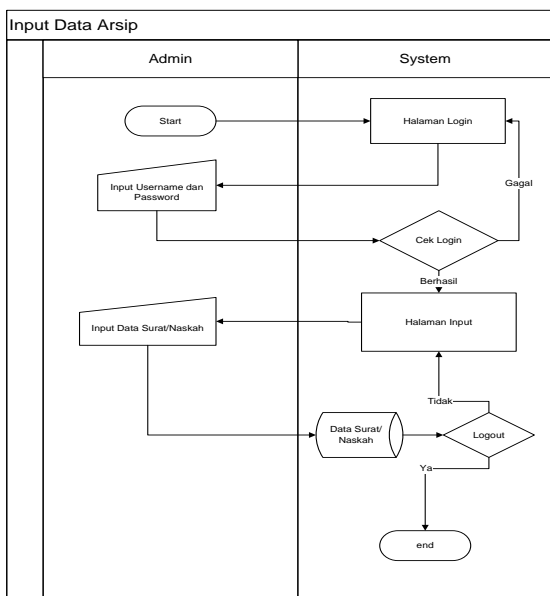 Input Data Arsip
Admin
System
Start
Halaman Login
Input Username dan
Password
Gagal
Cek Login
Berhasil
Input Data Surat/Naskah
Halaman Input
Tidak
Data Surat/
Naskah
Logout
Ya
end